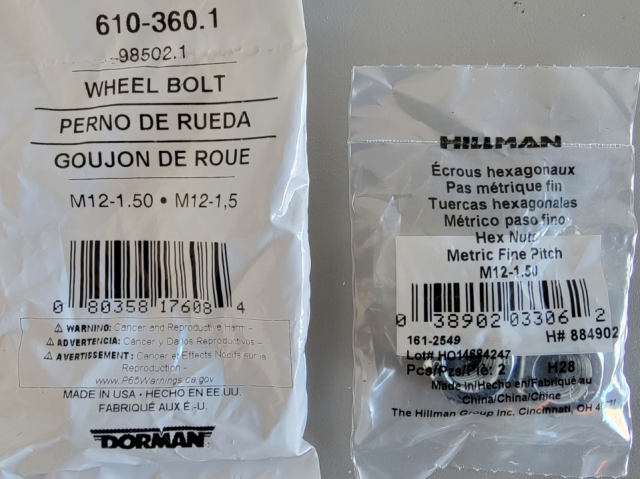 610-360.1
98502.1
WHEEL BOLT
PERNO DE RUEDA
GOUJON DE ROUE
M12-1.50 • M12-1,5
0 80358 17608 4
⚠ WARNING: Cancer and Reproductive Harm -
⚠ ADVERTENCIA: Cáncer y Daños Reproductivos -
⚠ AVERTISSEMENT: Cancer et Effects Nocifs sur la
Reproduction -
www.P65Warnings.ca.gov
MADE IN USA • HECHO EN EE.UU.
FABRIQUÉ AUX É.-U.
DORMAN
HILLMAN
Écrous hexagonaux
Pas métrique fin
Tuercas hexagonales
Métrico paso fino
Hex Nuts
Metric Fine Pitch
M12-1.50
0 38902 03306 2
161-2549
H# 884902
Lot# HO14684247
Pcs/Pzs/Pie: 2
H28
Made in/Hecho en/Fabriqué au
China/China/Chine
The Hillman Group Inc. Cincinnati, OH